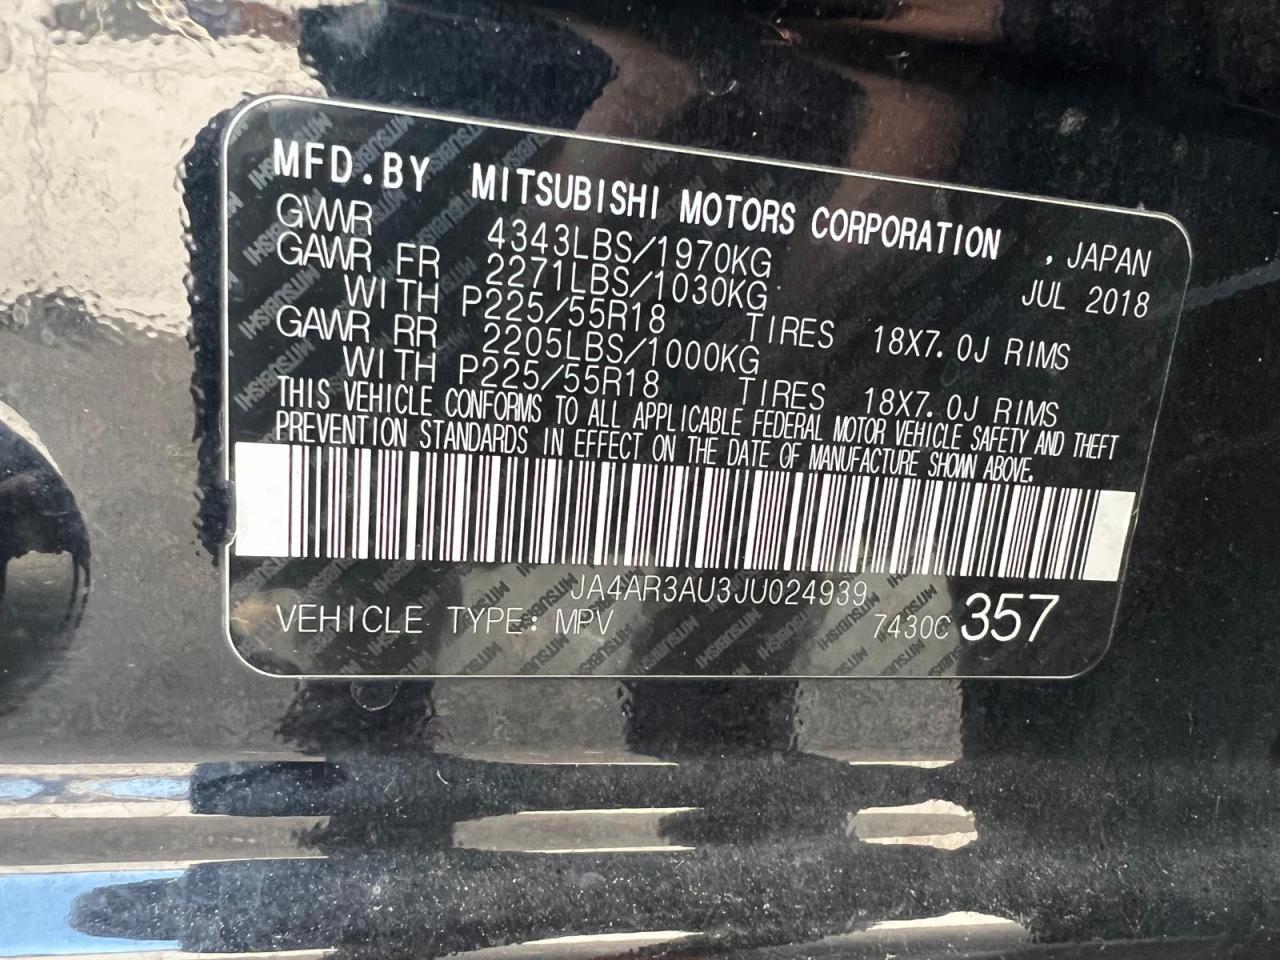 MFD.BY MITSUBISHI MOTORS CORPORATION , JAPAN
GVWR 4343LBS/1970KG JUL 2018
GAWR FR 2271LBS/1030KG
WITH P225/55R18 TIRES 18X7.0J RIMS
GAWR RR 2205LBS/1000KG
WITH P225/55R18 TIRES 18X7.0J RIMS
THIS VEHICLE CONFORMS TO ALL APPLICABLE FEDERAL MOTOR VEHICLE SAFETY AND THEFT
PREVENTION STANDARDS IN EFFECT ON THE DATE OF MANUFACTURE SHOWN ABOVE.
JA4AR3AU3JU024939
VEHICLE TYPE: MPV 7430C 357